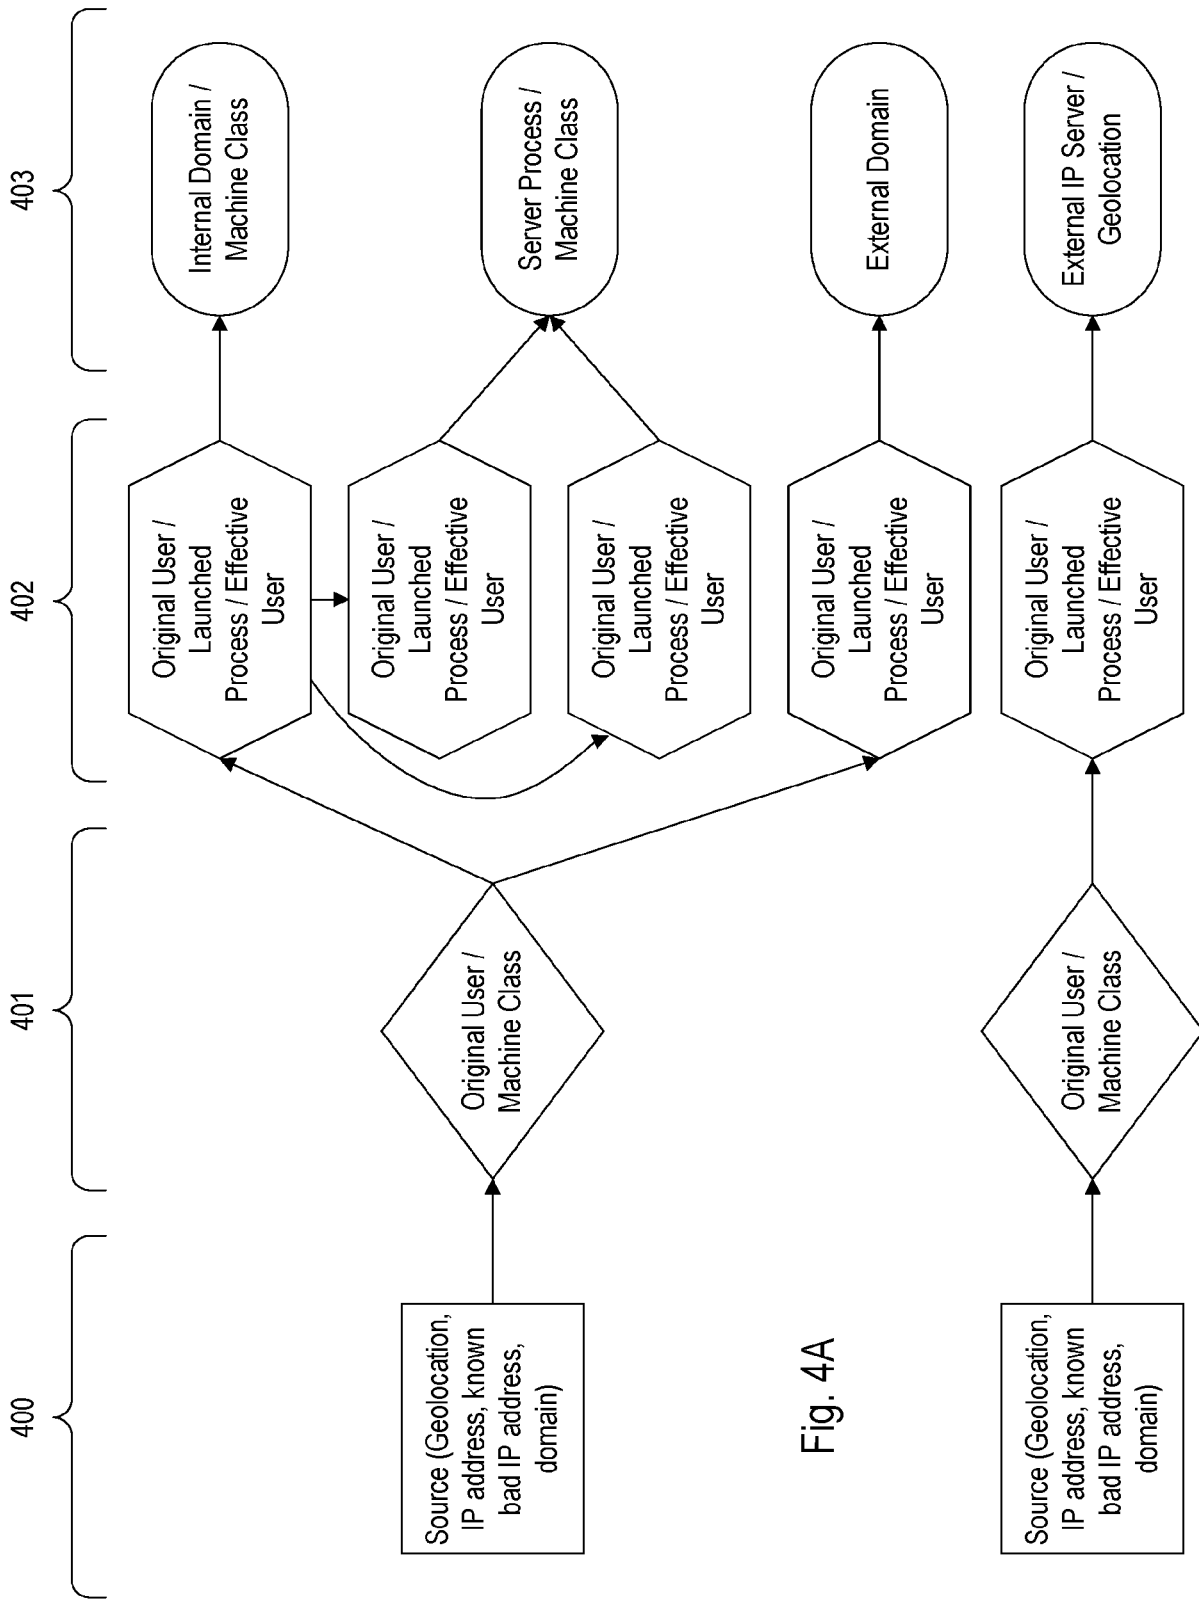 400
401
402
403
Source (Geolocation,
IP address, known
bad IP address,
domain)
Original User /
Machine Class
Original User /
Launched
Process / Effective
User
Internal Domain /
Machine Class
Original User /
Launched
Process / Effective
User
Server Process /
Machine Class
Original User /
Launched
Process / Effective
User
Original User /
Launched
Process / Effective
User
External Domain
Source (Geolocation,
IP address, known
bad IP address,
domain)
Original User /
Machine Class
Original User /
Launched
Process / Effective
User
External IP Server /
Geolocation
Fig. 4A